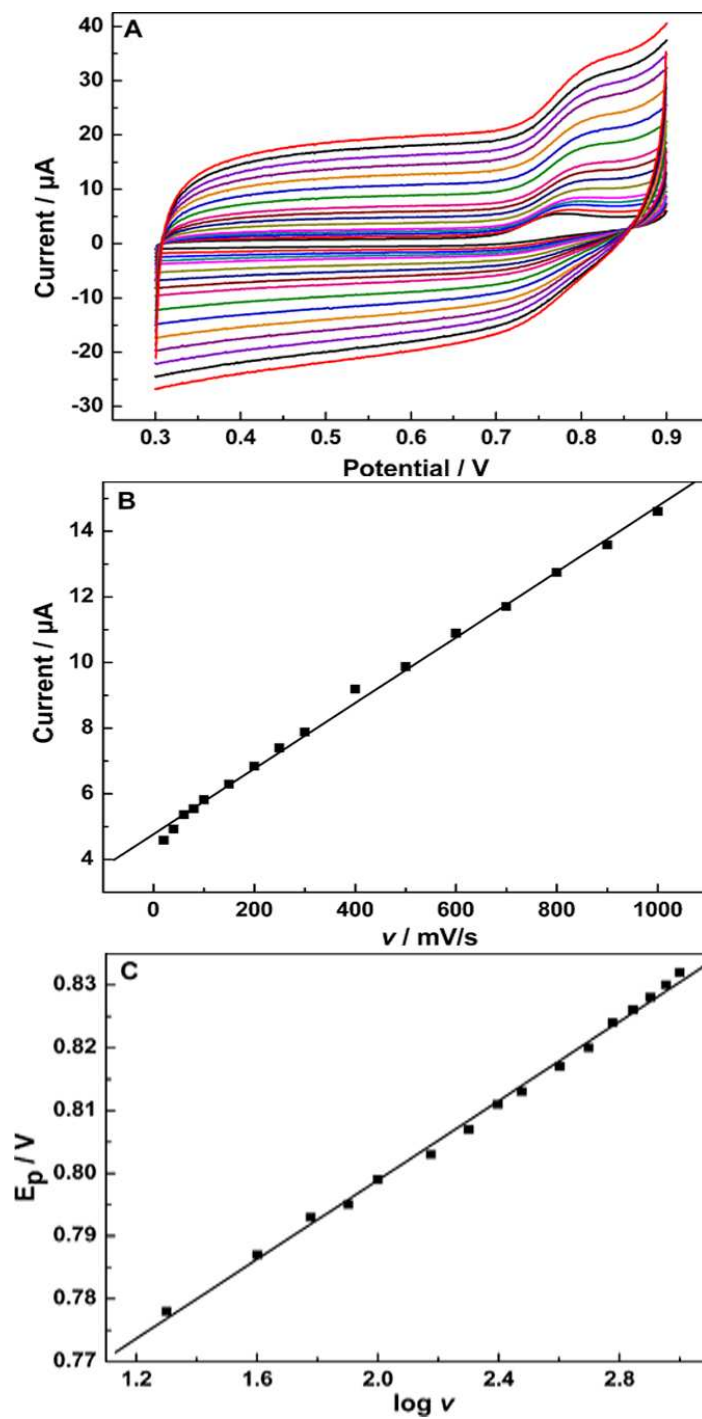 A
40
30
20
10
0
-10
-20
-30
Current / µA
0.3 0.4 0.5 0.6 0.7 0.8 0.9
Potential / V
B
14
12
10
8
6
4
Current / µA
0 200 400 600 800 1000
v / mV/s
C
0.83
0.82
0.81
0.80
0.79
0.78
0.77
Ep / V
1.2 1.6 2.0 2.4 2.8
log v